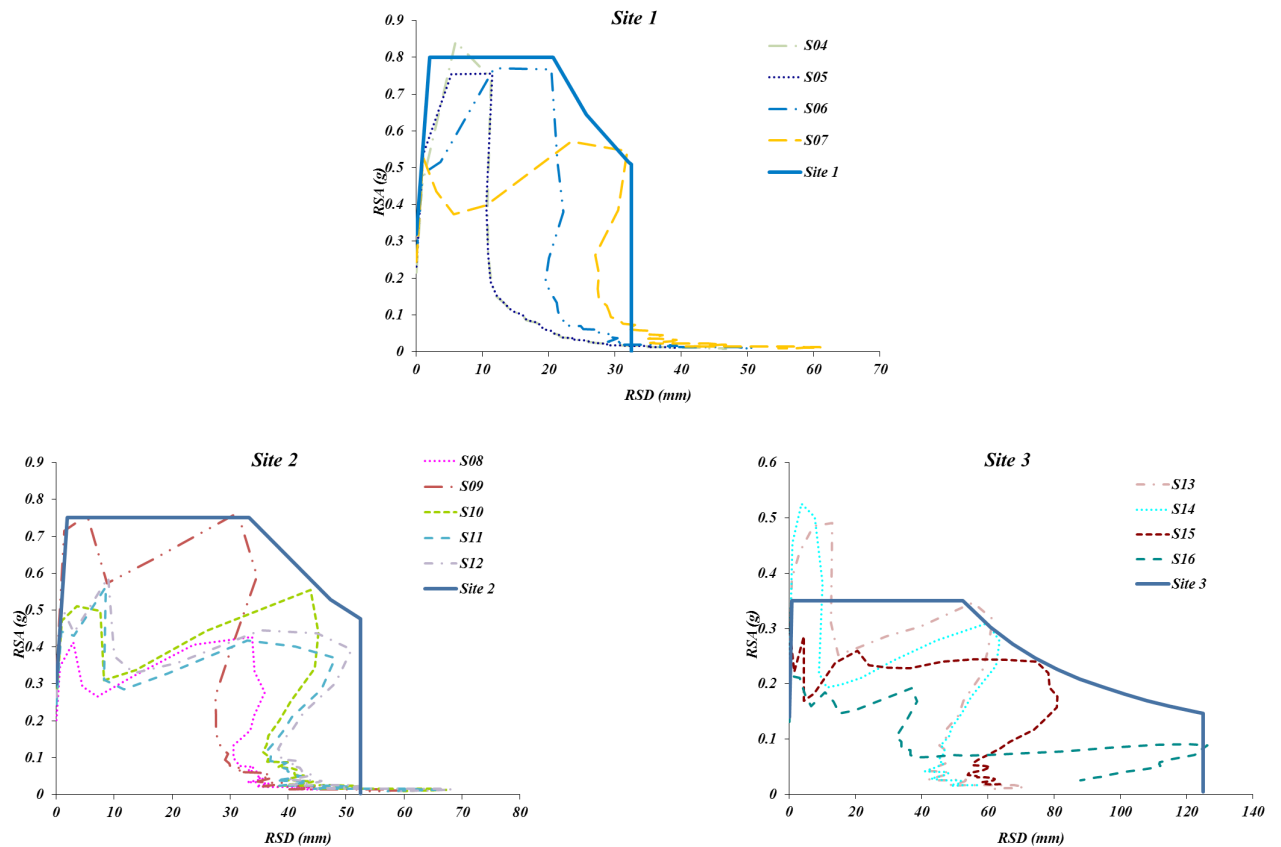 Site 1
0.9
0.8
0.7
0.6
0.5
0.4
0.3
0.2
0.1
0
RSA (g)
0 10 20 30 40 50 60 70
RSD (mm)
S04
S05
S06
S07
Site 1
Site 2
0.9
0.8
0.7
0.6
0.5
0.4
0.3
0.2
0.1
0
RSA (g)
0 10 20 30 40 50 60 70 80
RSD (mm)
S08
S09
S10
S11
S12
Site 2
Site 3
0.6
0.5
0.4
0.3
0.2
0.1
0
RSA (g)
0 20 40 60 80 100 120 140
RSD (mm)
S13
S14
S15
S16
Site 3